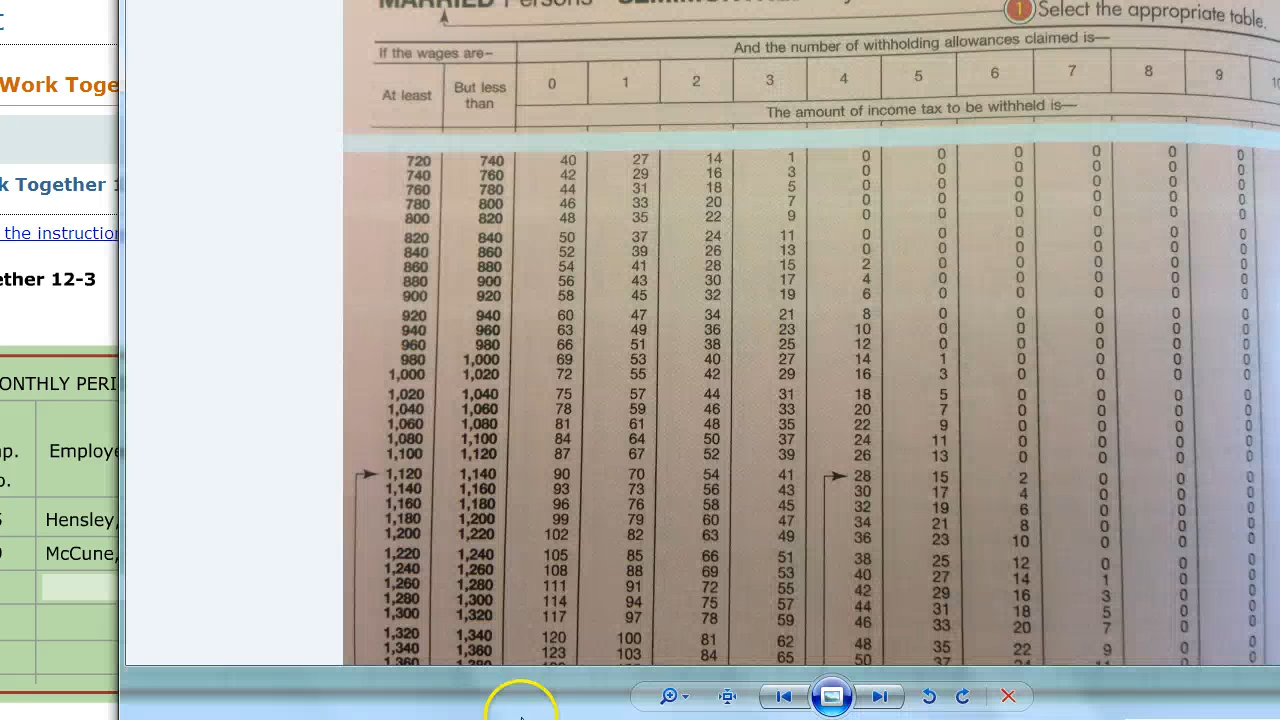 Work Toge
k Together
the instruction
ether 12-3
ONTHLY PERI
p. Employe
o.
Hensley,
McCune,
MARRIED Persons
1 Select the appropriate table.
If the wages are– And the number of withholding allowances claimed is—
At least But less than 0 1 2 3 4 5 6 7 8 9 10
The amount of income tax to be withheld is—
720 740 40 27 14 1 0 0 0 0 0 0
740 760 42 29 16 3 0 0 0 0 0 0
760 780 44 31 18 5 0 0 0 0 0 0
780 800 46 33 20 7 0 0 0 0 0 0
800 820 48 35 22 9 0 0 0 0 0 0
820 840 50 37 24 11 0 0 0 0 0 0
840 860 52 39 26 13 0 0 0 0 0 0
860 880 54 41 28 15 2 0 0 0 0 0
880 900 56 43 30 17 4 0 0 0 0 0
900 920 58 45 32 19 6 0 0 0 0 0
920 940 60 47 34 21 8 0 0 0 0 0
940 960 63 49 36 23 10 0 0 0 0 0
960 980 66 51 38 25 12 0 0 0 0 0
980 1,000 69 53 40 27 14 1 0 0 0 0
1,000 1,020 72 55 42 29 16 3 0 0 0 0
1,020 1,040 75 57 44 31 18 5 0 0 0 0
1,040 1,060 78 59 46 33 20 7 0 0 0 0
1,060 1,080 81 61 48 35 22 9 0 0 0 0
1,080 1,100 84 64 50 37 24 11 0 0 0 0
1,100 1,120 87 67 52 39 26 13 0 0 0 0
1,120 1,140 90 70 54 41 28 15 2 0 0 0
1,140 1,160 93 73 56 43 30 17 4 0 0 0
1,160 1,180 96 76 58 45 32 19 6 0 0 0
1,180 1,200 99 79 60 47 34 21 8 0 0 0
1,200 1,220 102 82 63 49 36 23 10 0 0 0
1,220 1,240 105 85 66 51 38 25 12 0 0 0
1,240 1,260 108 88 69 53 40 27 14 1 0 0
1,260 1,280 111 91 72 55 42 29 16 3 0 0
1,280 1,300 114 94 75 57 44 31 18 5 0 0
1,300 1,320 117 97 78 59 46 33 20 7 0 0
1,320 1,340 120 100 81 62 48 35 22 9 0 0
1,340 1,360 123 103 84 65 50 37 24 11 0 0
1,360 1,380